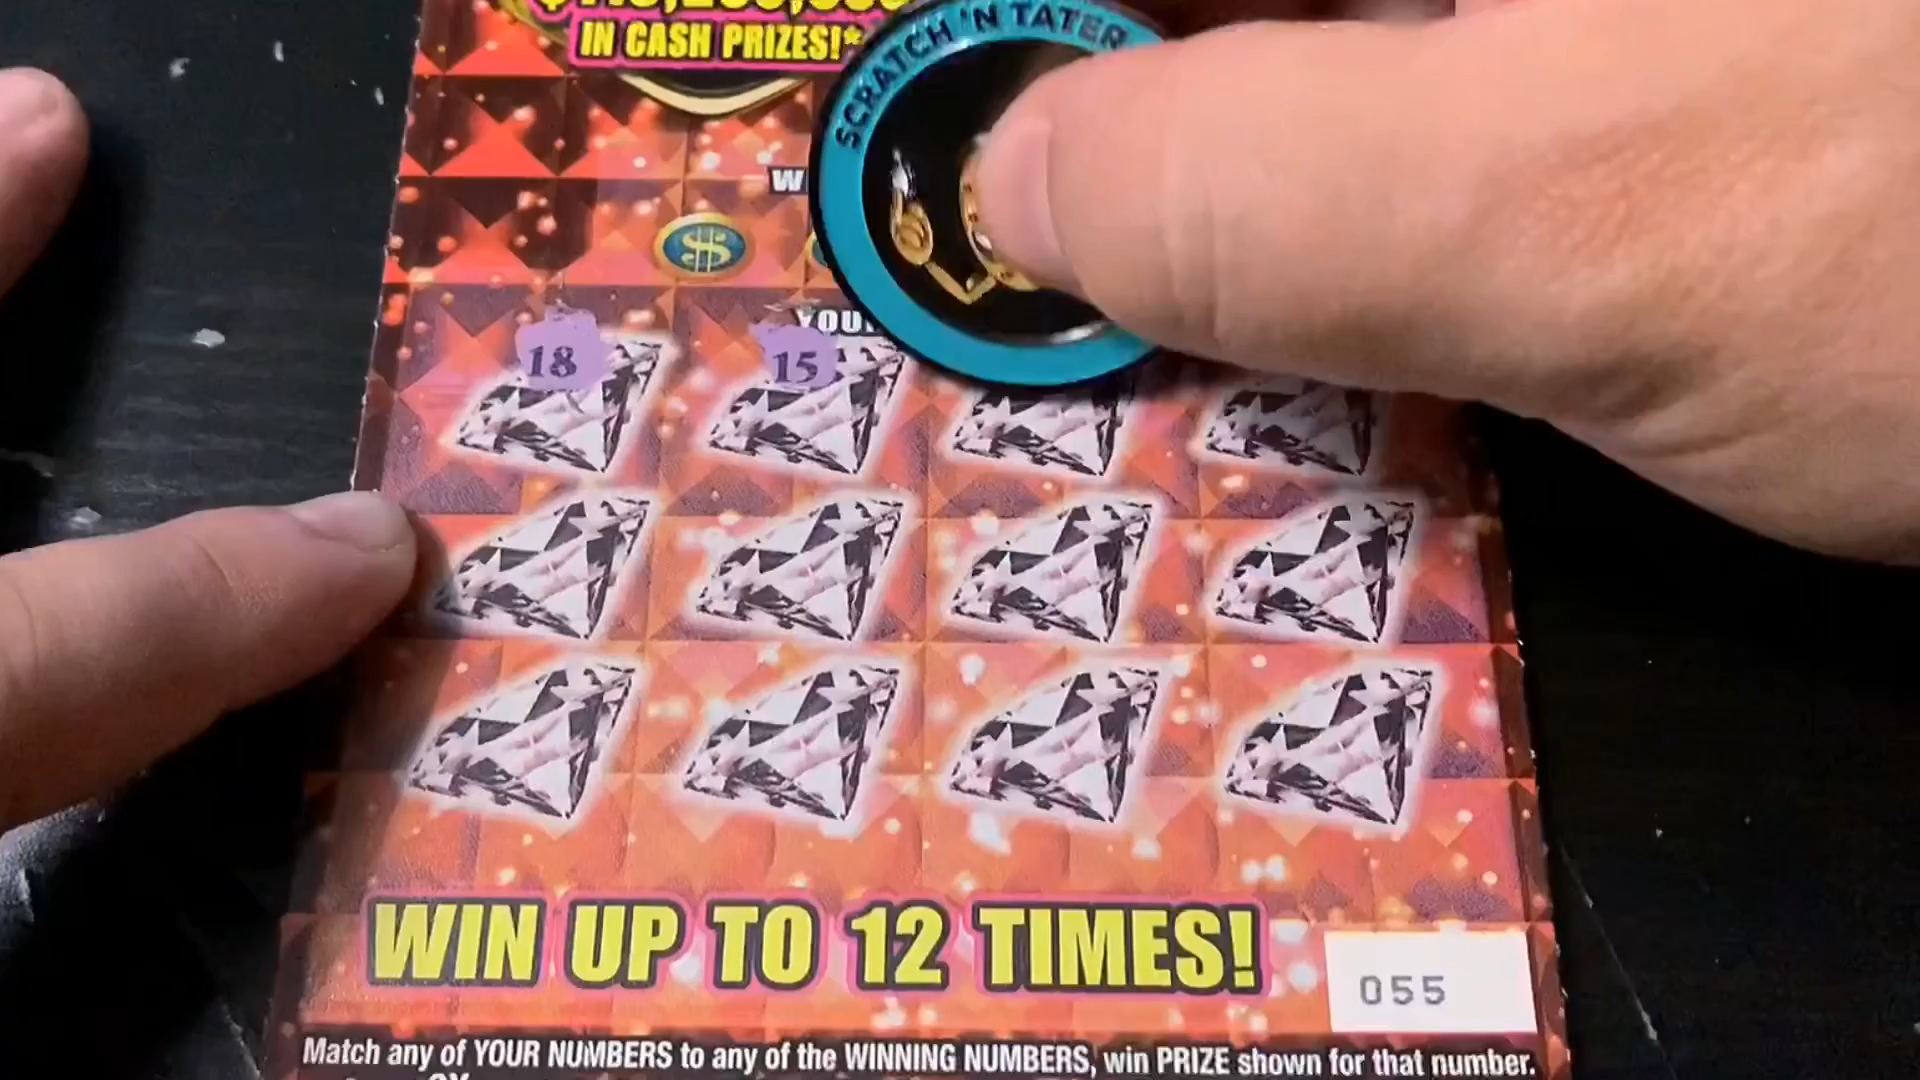 IN CASH PRIZES!*
SCRATCH 'N TATER
$
18
15
WIN UP TO 12 TIMES!
055
Match any of YOUR NUMBERS to any of the WINNING NUMBERS, win PRIZE shown for that number.